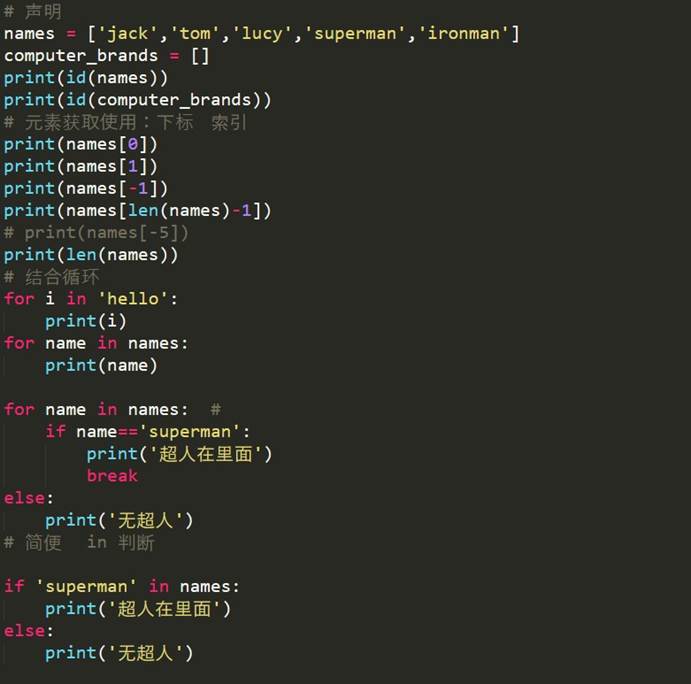 # 声明
names = ['jack','tom','lucy','superman','ironman']
computer_brands = []
print(id(names))
print(id(computer_brands))
# 元素获取使用：下标  索引
print(names[0])
print(names[1])
print(names[-1])
print(names[len(names)-1])
# print(names[-5])
print(len(names))
# 结合循环
for i in 'hello':
    print(i)
for name in names:
    print(name)
for name in names:  #
    if name=='superman':
        print('超人在里面')
        break
else:
    print('无超人')
# 简便  in 判断
if 'superman' in names:
    print('超人在里面')
else:
    print('无超人')